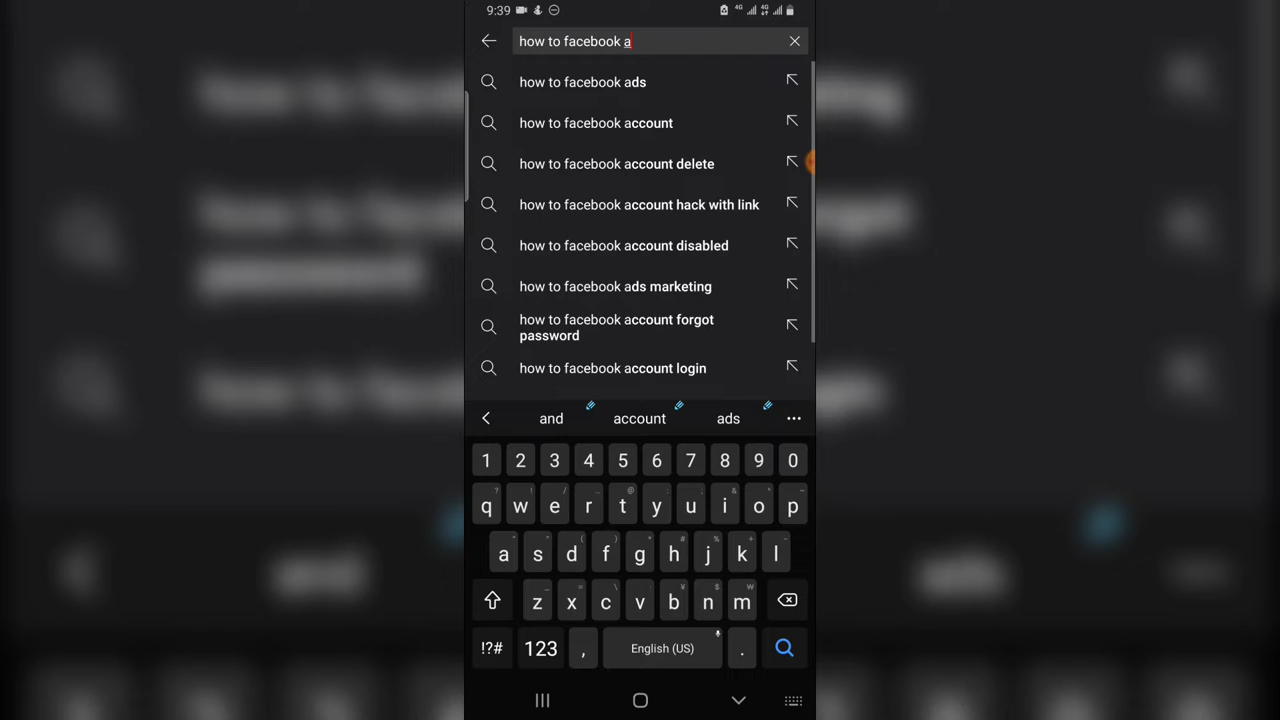 9:39 4G 4G
how to facebook a
how to facebook ads
how to facebook account
how to facebook account delete
how to facebook account hack with link
how to facebook account disabled
how to facebook ads marketing
how to facebook account forgot
password
how to facebook account login
and account ads
1 2 3 4 5 6 7 8 9 0
q w e r t y u i o p
a s d f g h j k l
z x c v b n m
!?# 123 , English (US) .